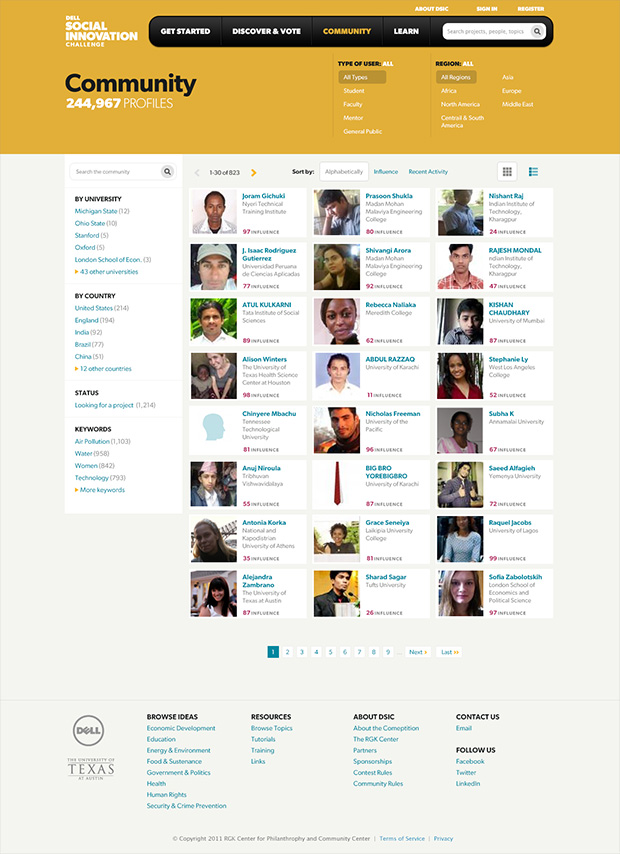 ABOUT DSIC SIGN IN REGISTER
DELL
SOCIAL
INNOVATION
CHALLENGE
GET STARTED DISCOVER & VOTE COMMUNITY LEARN
Search projects, people, topics
Community
244,967 PROFILES
TYPE OF USER: ALL
All Types
Student
Faculty
Mentor
General Public
REGION: ALL
All Regions
Africa
North America
Central & South
America
Asia
Europe
Middle East
Search the community
BY UNIVERSITY
Michigan State (12)
Ohio State (10)
Stanford (5)
Oxford (5)
London School of Econ. (3)
43 other universities
BY COUNTRY
United States (214)
England (194)
India (92)
Brazil (77)
China (51)
12 other countries
STATUS
Looking for a project (1,214)
KEYWORDS
Air Pollution (1,103)
Water (958)
Women (842)
Technology (793)
More keywords
1-30 of 823
Sort by: Alphabetically Influence Recent Activity
Joram Gichuki
Nyeri Technical
Training Institute
97 INFLUENCE
Prasoon Shukla
Madan Mohan
Malaviya Engineering
College
80 INFLUENCE
Nishant Raj
Indian Institute of
Technology,
Kharagpur
24 INFLUENCE
J. Isaac Rodriguez
Gutierrez
Universidad Peruana
de Ciencias Aplicadas
77 INFLUENCE
Shivangi Arora
Madan Mohan
Malaviya Engineering
College
92 INFLUENCE
RAJESH MONDAL
ndian Institute of
Technology,
Kharagpur
47 INFLUENCE
ATUL KULKARNI
Tata Institute of Social
Sciences
89 INFLUENCE
Rebecca Naliaka
Meredith College
62 INFLUENCE
KISHAN
CHAUDHARY
University of Mumbai
87 INFLUENCE
Alison Winters
The University of
Texas Health Science
Center at Houston
98 INFLUENCE
ABDUL RAZZAQ
University of Karachi
11 INFLUENCE
Stephanie Ly
West Los Angeles
College
52 INFLUENCE
Chinyere Mbachu
Tennessee
Technological
University
81 INFLUENCE
Nicholas Freeman
University of the
Pacific
96 INFLUENCE
Subha K
Annamalai University
67 INFLUENCE
Anuj Niroula
Tribhuvan
Vishwavidalaya
55 INFLUENCE
BIG BRO
YOREBIGBRO
University of Karachi
87 INFLUENCE
Saeed Alfagieh
Yemenya University
72 INFLUENCE
Antonia Korka
National and
Kapodistrian
University of Athens
35 INFLUENCE
Grace Seneiya
Laikipia University
College
81 INFLUENCE
Raquel Jacobs
University of Lagos
99 INFLUENCE
Alejandra
Zambrano
The University of
Texas at Austin
87 INFLUENCE
Sharad Sagar
Tufts University
26 INFLUENCE
Sofia Zabolotskih
London School of
Economics and
Political Science
97 INFLUENCE
1 2 3 4 5 6 7 8 9 ... Next Last
DELL
THE UNIVERSITY OF
TEXAS
AT AUSTIN
BROWSE IDEAS
Economic Development
Education
Energy & Environment
Food & Sustenance
Government & Politics
Health
Human Rights
Security & Crime Prevention
RESOURCES
Browse Topics
Tutorials
Training
Links
ABOUT DSIC
About the Comeptition
The RGK Center
Partners
Sponsorships
Contest Rules
Community Rules
CONTACT US
Email
FOLLOW US
Facebook
Twitter
LinkedIn
© Copyright 2011 RGK Center for Philanthrophy and Community Center | Terms of Service | Privacy